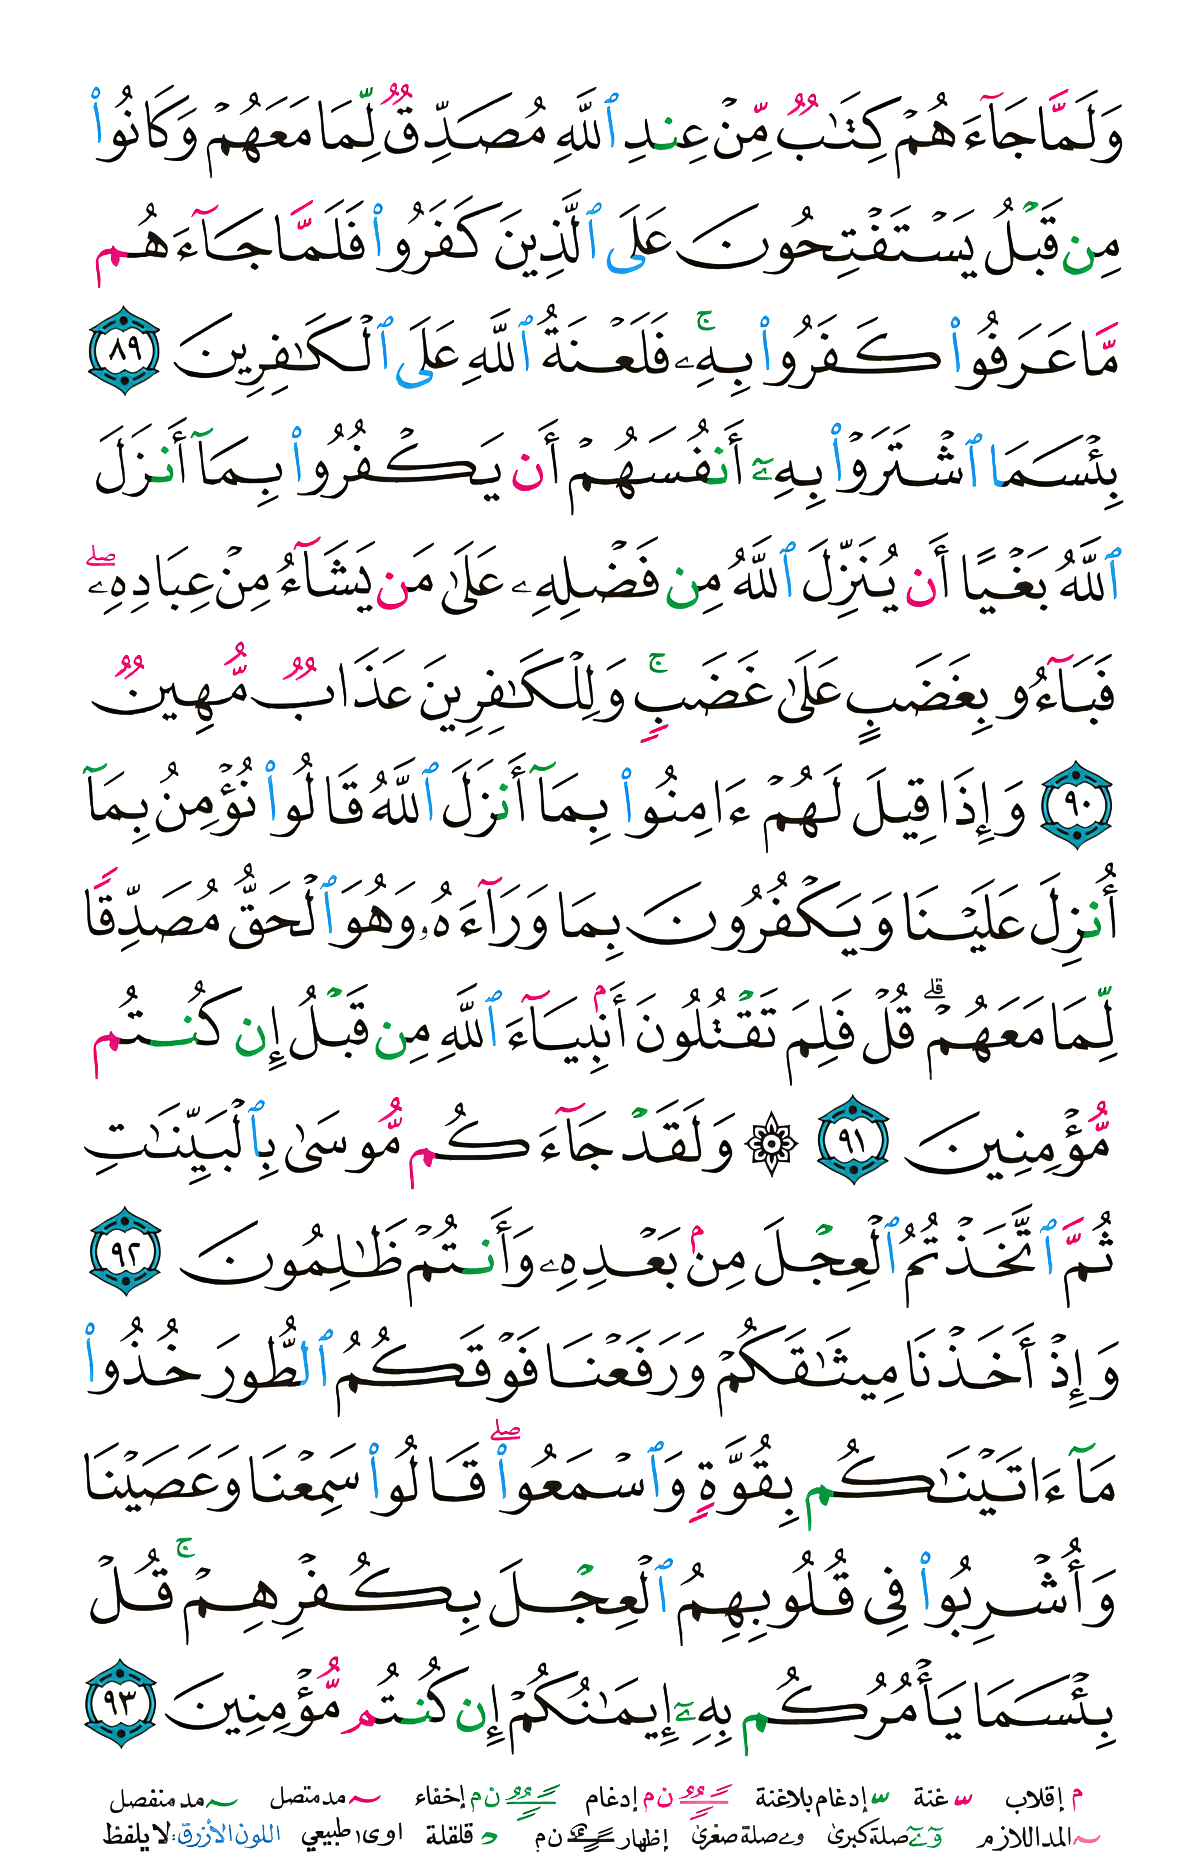 وَلَمَّا جَآءَهُمْ كِتَٰبٌ مِّنْ عِندِ ٱللَّهِ مُصَدِّقٌ لِّمَا مَعَهُمْ وَكَانُوا۟
مِن قَبْلُ يَسْتَفْتِحُونَ عَلَى ٱلَّذِينَ كَفَرُوا۟ فَلَمَّا جَآءَهُم
مَّا عَرَفُوا۟ كَفَرُوا۟ بِهِۦ ۚ فَلَعْنَةُ ٱللَّهِ عَلَى ٱلْكَٰفِرِينَ ٨٩
بِئْسَمَا ٱشْتَرَوْا۟ بِهِۦٓ أَنفُسَهُمْ أَن يَكْفُرُوا۟ بِمَآ أَنزَلَ
ٱللَّهُ بَغْيًا أَن يُنَزِّلَ ٱللَّهُ مِن فَضْلِهِۦ عَلَىٰ مَن يَشَآءُ مِنْ عِبَادِهِۦ ۖ
فَبَآءُو بِغَضَبٍ عَلَىٰ غَضَبٍ ۚ وَلِلْكَٰفِرِينَ عَذَابٌ مُّهِينٌ
٩٠ وَإِذَا قِيلَ لَهُمْ ءَامِنُوا۟ بِمَآ أَنزَلَ ٱللَّهُ قَالُوا۟ نُؤْمِنُ بِمَآ
أُنزِلَ عَلَيْنَا وَيَكْفُرُونَ بِمَا وَرَآءَهُۥ وَهُوَ ٱلْحَقُّ مُصَدِّقًا
لِّمَا مَعَهُمْ ۗ قُلْ فَلِمَ تَقْتُلُونَ أَنۢبِيَآءَ ٱللَّهِ مِن قَبْلُ إِن كُنتُم
مُّؤْمِنِينَ ٩١ ۞ وَلَقَدْ جَآءَكُم مُّوسَىٰ بِٱلْبَيِّنَٰتِ
ثُمَّ ٱتَّخَذْتُمُ ٱلْعِجْلَ مِنۢ بَعْدِهِۦ وَأَنتُمْ ظَٰلِمُونَ ٩٢
وَإِذْ أَخَذْنَا مِيثَٰقَكُمْ وَرَفَعْنَا فَوْقَكُمُ ٱلطُّورَ خُذُوا۟
مَآ ءَاتَيْنَٰكُم بِقُوَّةٍ وَٱسْمَعُوا۟ ۖ قَالُوا۟ سَمِعْنَا وَعَصَيْنَا
وَأُشْرِبُوا۟ فِى قُلُوبِهِمُ ٱلْعِجْلَ بِكُفْرِهِمْ ۚ قُلْ
بِئْسَمَا يَأْمُرُكُم بِهِۦٓ إِيمَٰنُكُمْ إِن كُنتُم مُّؤْمِنِينَ ٩٣
م إقلاب ّ غنة ّ إدغام بلاغنة ن م إدغام ن م إخفاء ~ مد متصل ~ مد منفصل
~ المد اللازم و ے صلة كبرى و ے صلة صغرى إظهار ن م قلقلة اوى طبيعي اللون الأزرق: لا يلفظ